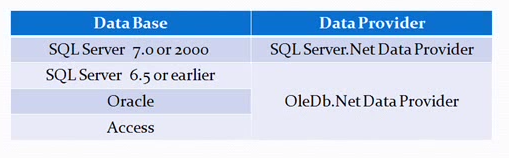 Data Base Data Provider
SQL Server 7.0 or 2000 SQL Server.Net Data Provider
SQL Server 6.5 or earlier
Oracle OleDb.Net Data Provider
Access